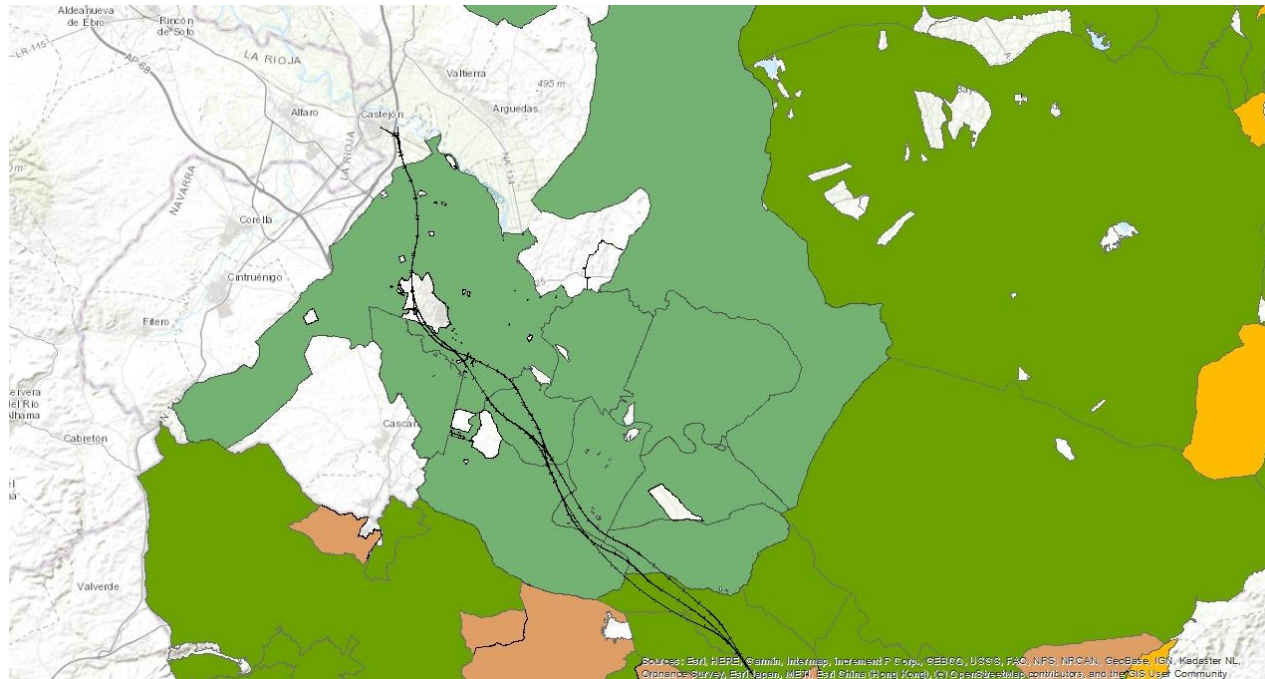 Aldeanueva
de Ebro
Rincón
de Soto
LR-115
LA RIOJA
AP-68
Valtierra
495 m
Arguedas
Alfaro
Castejón
LA RIOJA
NA-134
NAVARRA
Corella
Cintruénigo
Fitero
del Río
Alhama
Cabretón
Valverde
Sources: Esri, HERE, Garmin, Intermap, increment P Corp., GEBCO, USGS, FAO, NPS, NRCAN, GeoBase, IGN, Kadaster NL,
Ordnance Survey, Esri Japan, METI, Esri China (Hong Kong), (c) OpenStreetMap contributors, and the GIS User Community